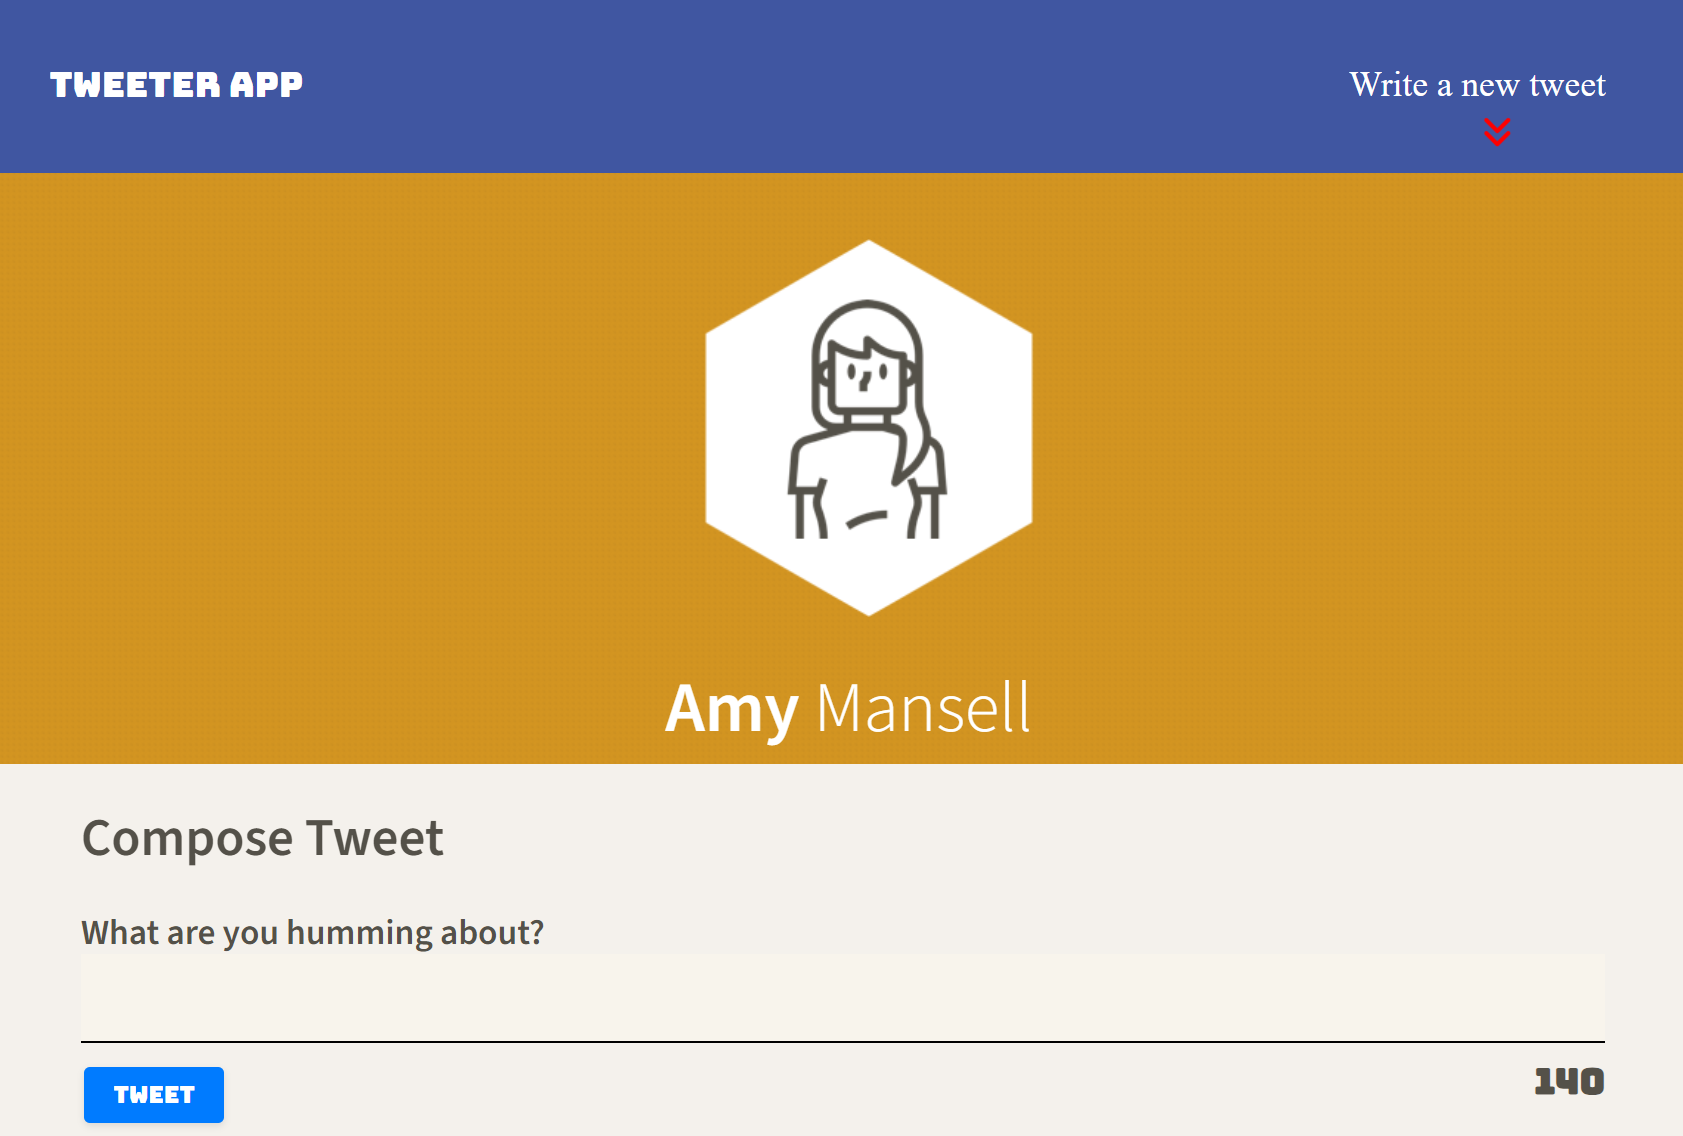 TWEETER APP
Write a new tweet
Amy Mansell
Compose Tweet
What are you humming about?
TWEET
140